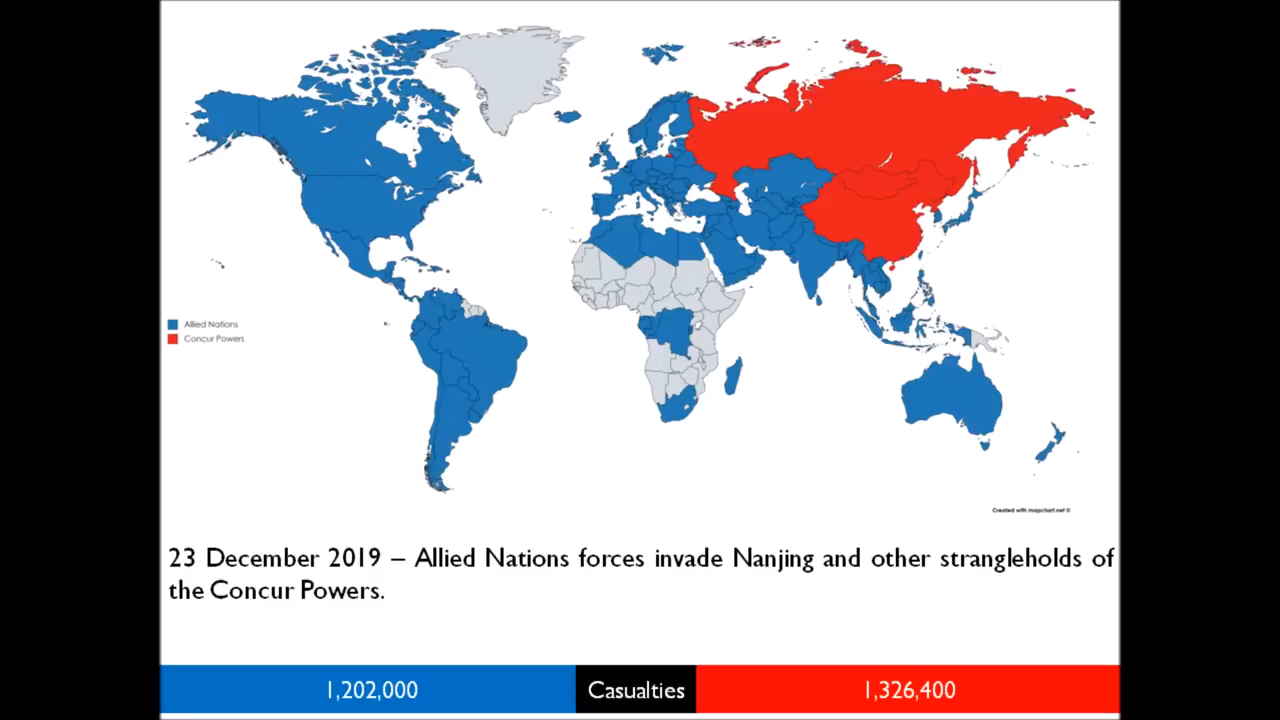 Allied Nations
Concur Powers
Created with mapchart.net ©
23 December 2019 – Allied Nations forces invade Nanjing and other strangleholds of
the Concur Powers.
1,202,000 Casualties 1,326,400